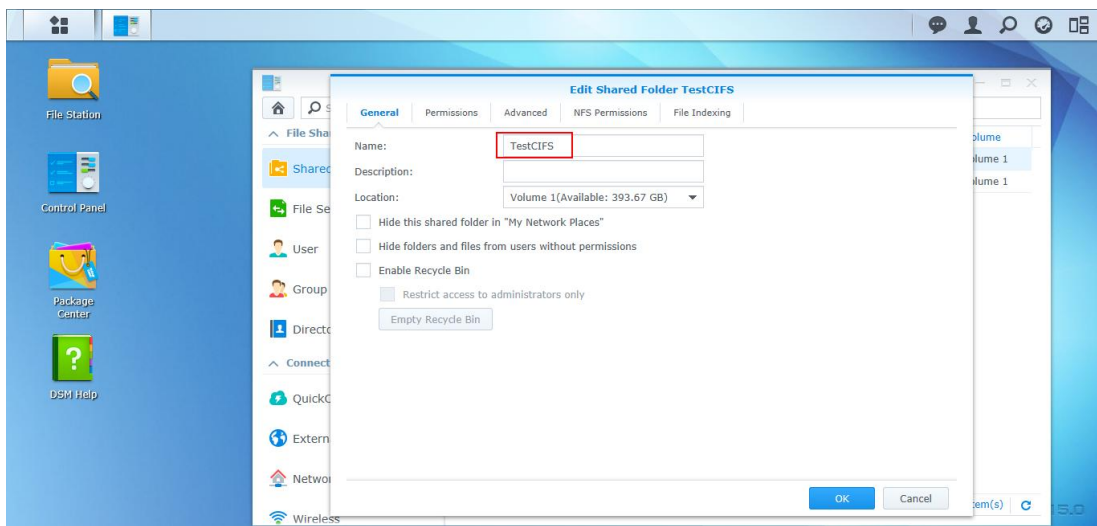 File Station
Control Panel
Package
Center
DSM Help
File Sha
Shared
File Se
User
Group
Directo
Connect
QuickC
Extern
Networ
Wireless
Edit Shared Folder TestCIFS
General Permissions Advanced NFS Permissions File Indexing
Name: TestCIFS
Description:
Location: Volume 1(Available: 393.67 GB)
Hide this shared folder in "My Network Places"
Hide folders and files from users without permissions
Enable Recycle Bin
Restrict access to administrators only
Empty Recycle Bin
OK Cancel
olume
olume 1
olume 1
tem(s)
5.0